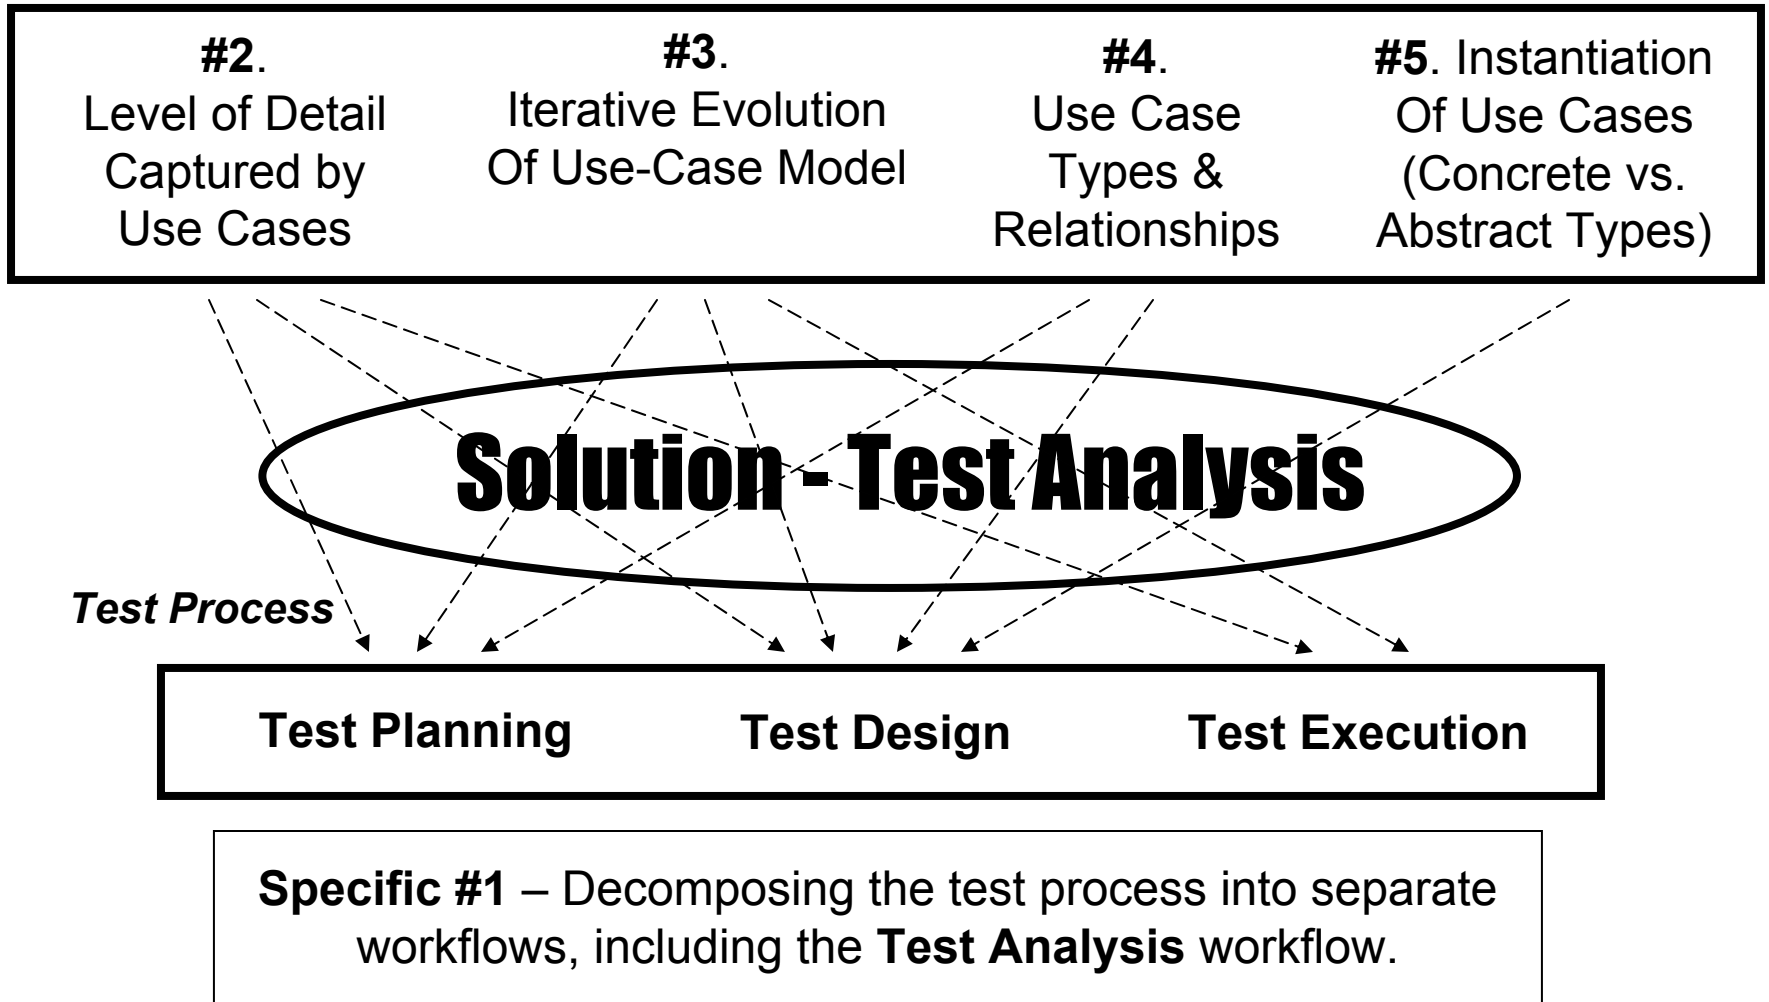 #2.
Level of Detail
Captured by
Use Cases
#3.
Iterative Evolution
Of Use-Case Model
#4.
Use Case
Types &
Relationships
#5. Instantiation
Of Use Cases
(Concrete vs.
Abstract Types)
Solution - Test Analysis
Test Process
Test Planning
Test Design
Test Execution
Specific #1 – Decomposing the test process into separate
workflows, including the Test Analysis workflow.